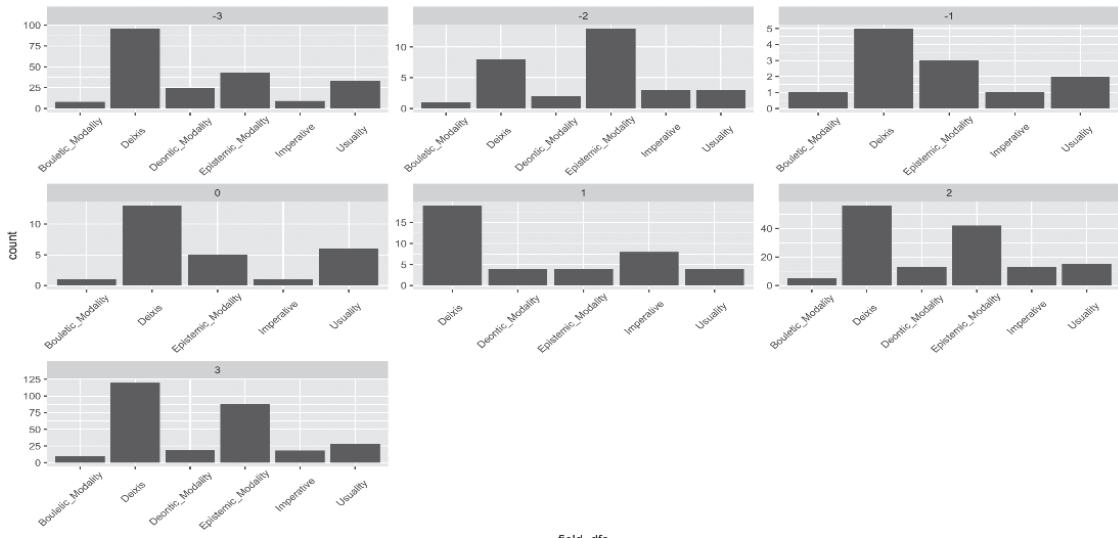 -3
-2
-1
100
75
50
25
0
10
5
0
5
4
3
2
1
0
Bouletic_Modality
Deixis
Deontic_Modality
Epistemic_Modality
Imperative
Usuality
Bouletic_Modality
Deixis
Deontic_Modality
Epistemic_Modality
Imperative
Usuality
Bouletic_Modality
Deixis
Epistemic_Modality
Imperative
Usuality
count
0
1
2
10
5
0
15
10
5
0
40
20
0
Bouletic_Modality
Deixis
Epistemic_Modality
Imperative
Usuality
Deixis
Deontic_Modality
Epistemic_Modality
Imperative
Usuality
Bouletic_Modality
Deixis
Deontic_Modality
Epistemic_Modality
Imperative
Usuality
3
125
100
75
50
25
0
Bouletic_Modality
Deixis
Deontic_Modality
Epistemic_Modality
Imperative
Usuality